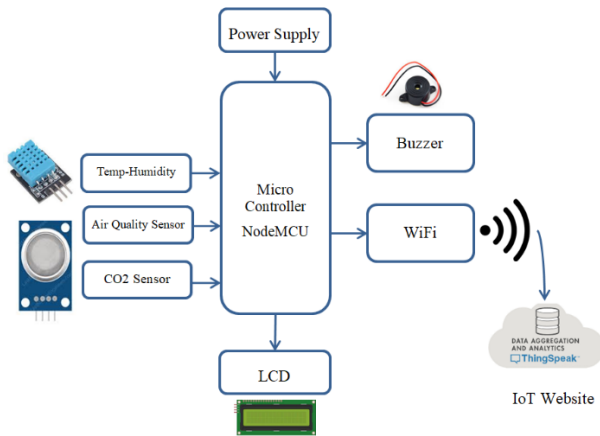 Power Supply
Buzzer
Temp-Humidity
Micro
Controller
NodeMCU
Air Quality Sensor
WiFi
CO2 Sensor
DATA AGGREGATION
AND ANALYTICS
ThingSpeak™
LCD
IoT Website